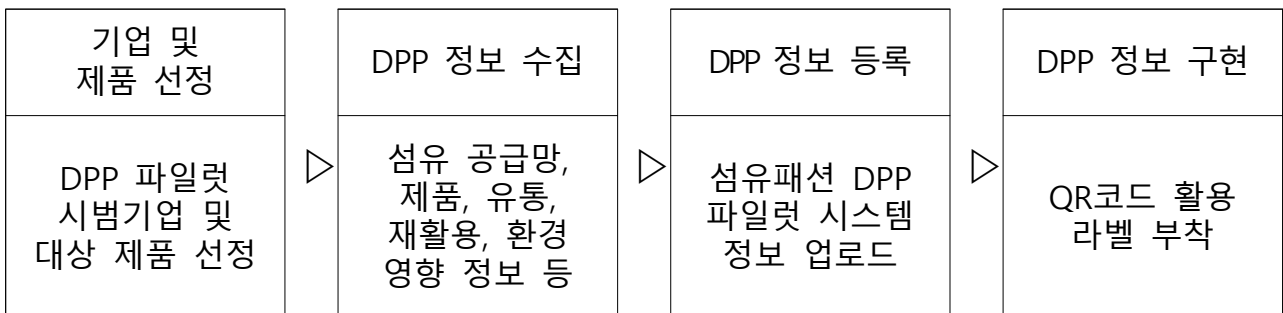 기업 및
제품 선정
DPP 파일럿
시범기업 및
대상 제품 선정
▷
DPP 정보 수집
섬유 공급망,
제품, 유통,
재활용, 환경
영향 정보 등
▷
DPP 정보 등록
섬유패션 DPP
파일럿 시스템
정보 업로드
▷
DPP 정보 구현
QR코드 활용
라벨 부착